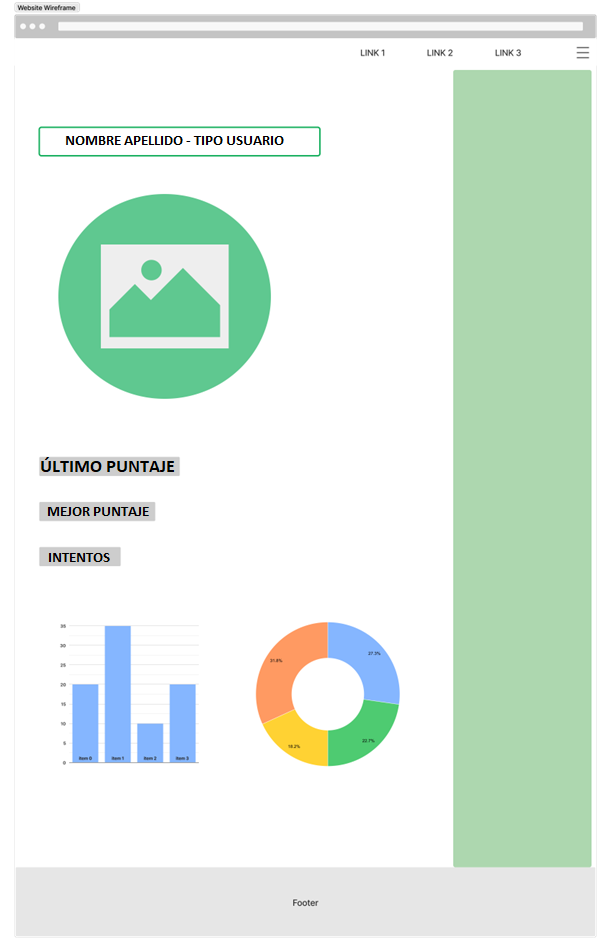 Website Wireframe
LINK 1
LINK 2
LINK 3
NOMBRE APELLIDO - TIPO USUARIO
ÚLTIMO PUNTAJE
MEJOR PUNTAJE
INTENTOS
35
30
25
20
15
10
5
0
Item 0
Item 1
Item 2
Item 3
31.8%
27.3%
18.2%
22.7%
Footer